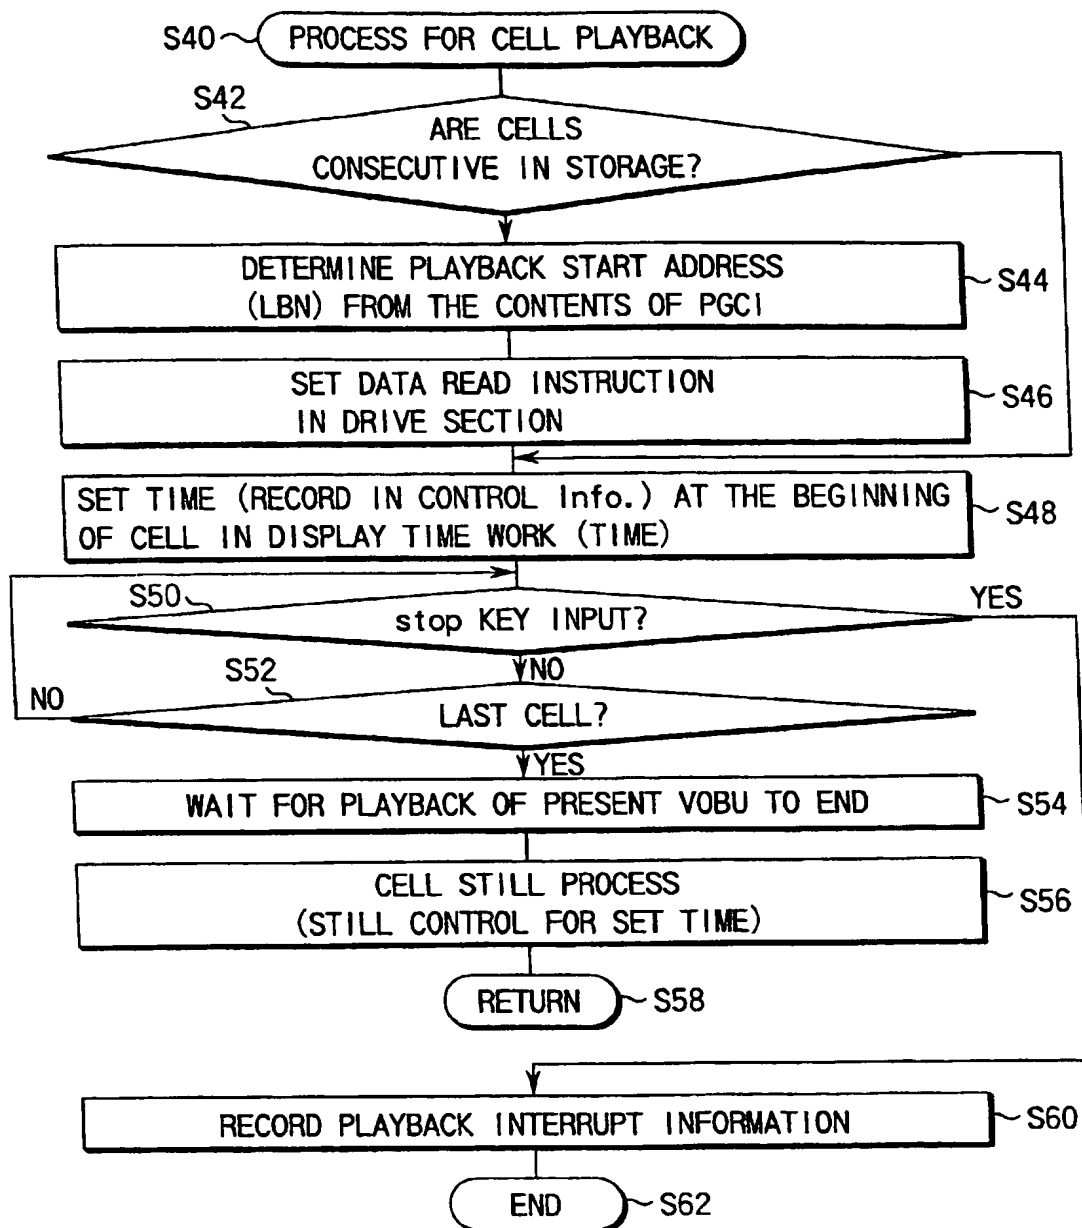 S40
PROCESS FOR CELL PLAYBACK
S42
ARE CELLS
CONSECUTIVE IN STORAGE?
DETERMINE PLAYBACK START ADDRESS
(LBN) FROM THE CONTENTS OF PGCI
S44
SET DATA READ INSTRUCTION
IN DRIVE SECTION
S46
SET TIME (RECORD IN CONTROL Info.) AT THE BEGINNING
OF CELL IN DISPLAY TIME WORK (TIME)
S48
S50
stop KEY INPUT?
YES
NO
S52
NO
LAST CELL?
YES
WAIT FOR PLAYBACK OF PRESENT VOBU TO END
S54
CELL STILL PROCESS
(STILL CONTROL FOR SET TIME)
S56
RETURN
S58
RECORD PLAYBACK INTERRUPT INFORMATION
S60
END
S62